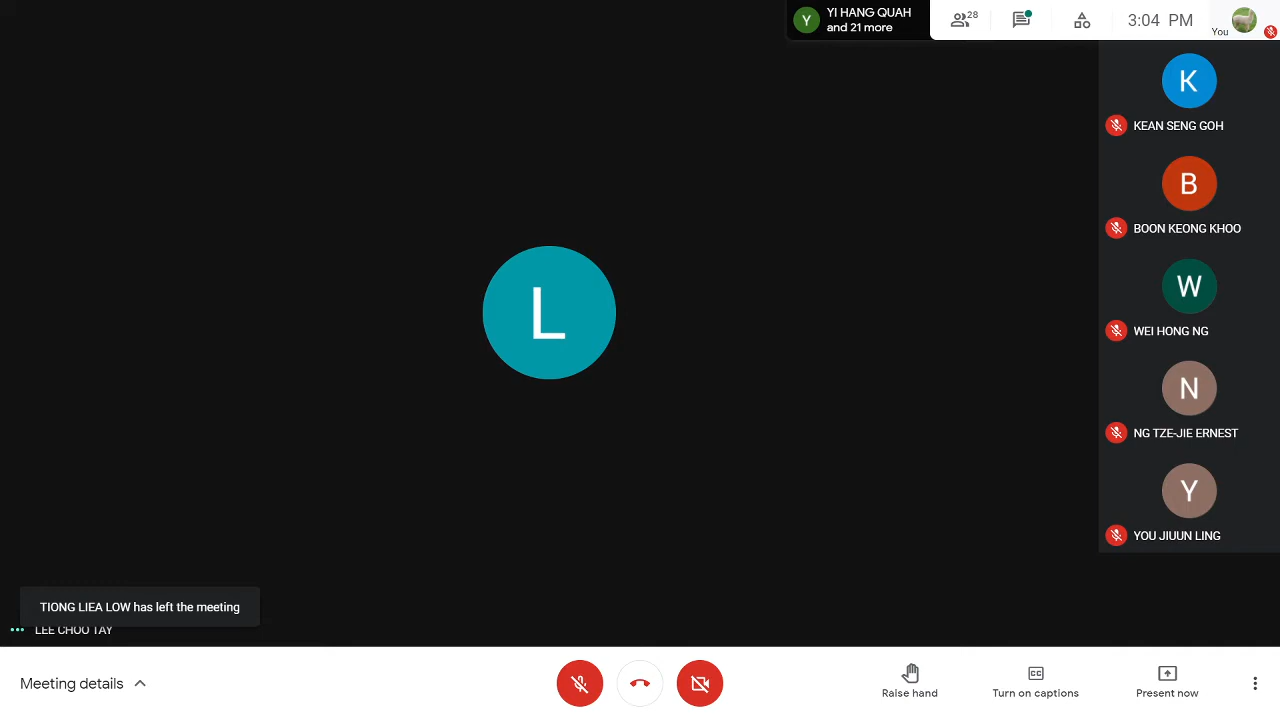 Y
YI HANG QUAH
and 21 more
28
3:04 PM
You
K
KEAN SENG GOH
B
BOON KEONG KHOO
W
WEI HONG NG
N
NG TZE-JIE ERNEST
Y
YOU JIUUN LING
L
TIONG LIEA LOW has left the meeting
LEE CHOO TAY
Meeting details
Raise hand
CC
Turn on captions
Present now